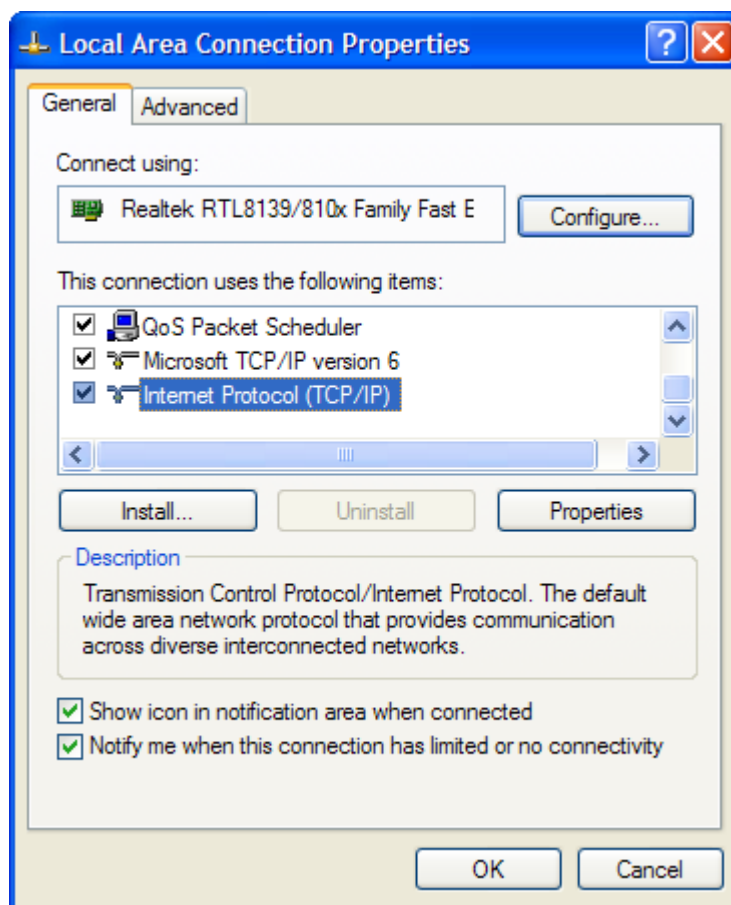 Local Area Connection Properties
General
Advanced
Connect using:
Realtek RTL8139/810x Family Fast E
Configure...
This connection uses the following items:
QoS Packet Scheduler
Microsoft TCP/IP version 6
Internet Protocol (TCP/IP)
Install...
Uninstall
Properties
Description
Transmission Control Protocol/Internet Protocol. The default
wide area network protocol that provides communication
across diverse interconnected networks.
Show icon in notification area when connected
Notify me when this connection has limited or no connectivity
OK
Cancel